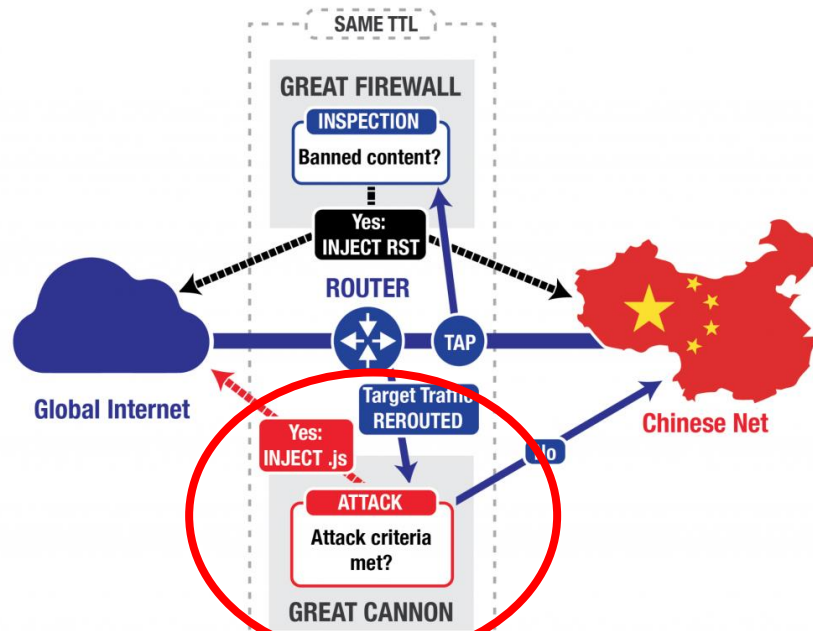 SAME TTL
GREAT FIREWALL
INSPECTION
Banned content?
Yes:
INJECT RST
ROUTER
TAP
Global Internet
Target Traffic
REROUTED
Chinese Net
Yes:
INJECT .js
No
ATTACK
Attack criteria
met?
GREAT CANNON